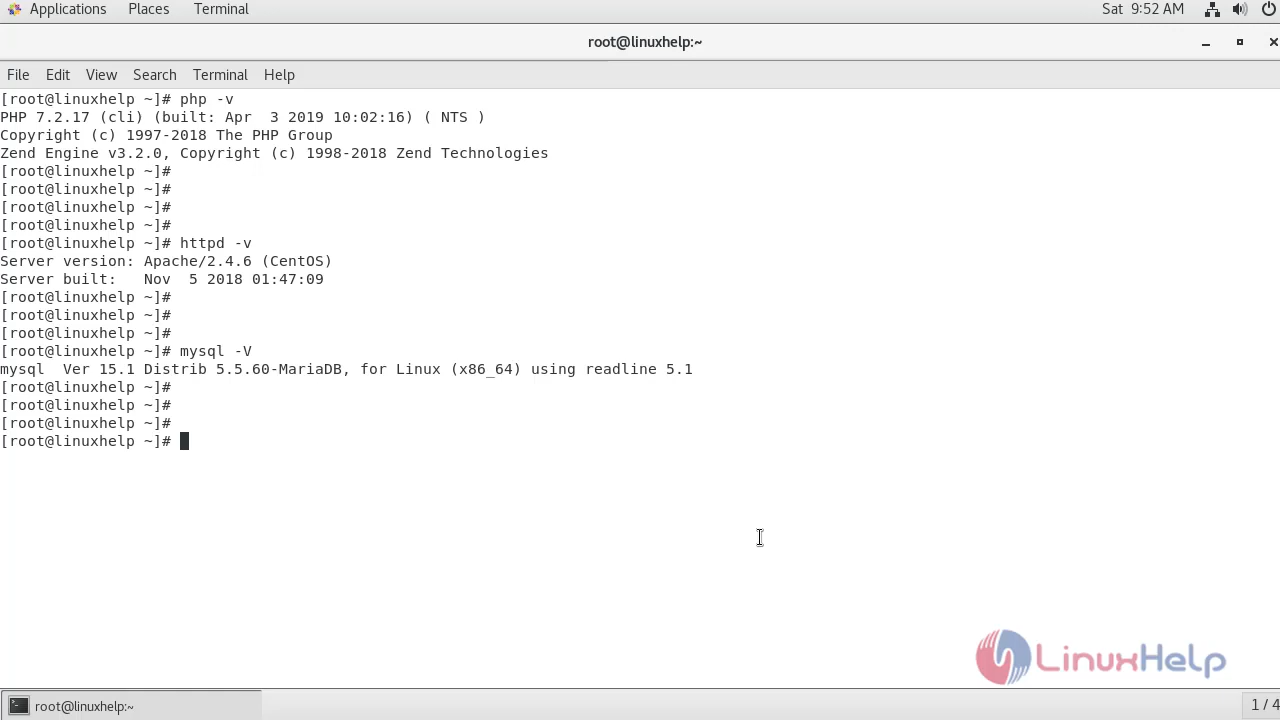 Applications Places Terminal Sat 9:52 AM
root@linuxhelp:~
File Edit View Search Terminal Help
[root@linuxhelp ~]# php -v
PHP 7.2.17 (cli) (built: Apr  3 2019 10:02:16) ( NTS )
Copyright (c) 1997-2018 The PHP Group
Zend Engine v3.2.0, Copyright (c) 1998-2018 Zend Technologies
[root@linuxhelp ~]#
[root@linuxhelp ~]#
[root@linuxhelp ~]#
[root@linuxhelp ~]#
[root@linuxhelp ~]# httpd -v
Server version: Apache/2.4.6 (CentOS)
Server built:   Nov  5 2018 01:47:09
[root@linuxhelp ~]#
[root@linuxhelp ~]#
[root@linuxhelp ~]#
[root@linuxhelp ~]# mysql -V
mysql  Ver 15.1 Distrib 5.5.60-MariaDB, for Linux (x86_64) using readline 5.1
[root@linuxhelp ~]#
[root@linuxhelp ~]#
[root@linuxhelp ~]#
[root@linuxhelp ~]#
LinuxHelp
root@linuxhelp:~ 1 / 4